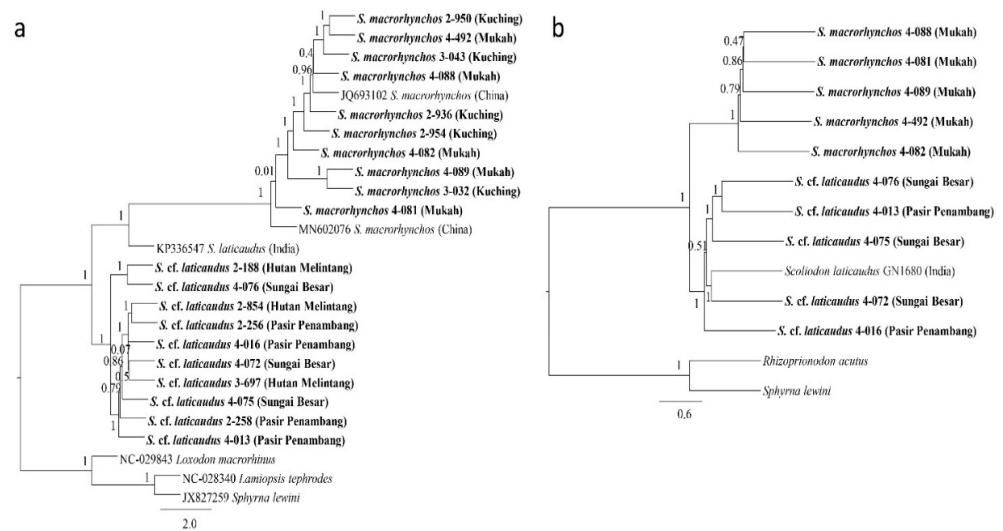 a
1
S. macrorhynchos 2-950 (Kuching)
1
S. macrorhynchos 4-492 (Mukah)
0.4
S. macrorhynchos 3-043 (Kuching)
0.96
S. macrorhynchos 4-088 (Mukah)
1
JQ693102 S. macrorhynchos (China)
1
S. macrorhynchos 2-936 (Kuching)
1
S. macrorhynchos 2-954 (Kuching)
1
S. macrorhynchos 4-082 (Mukah)
0.01
1
S. macrorhynchos 4-089 (Mukah)
S. macrorhynchos 3-032 (Kuching)
1
S. macrorhynchos 4-081 (Mukah)
MN602076 S. macrorhynchos (China)
1
KP336547 S. laticaudus (India)
1
1
S. cf. laticaudus 2-188 (Hutan Melintang)
S. cf. laticaudus 4-076 (Sungai Besar)
1
S. cf. laticaudus 2-854 (Hutan Melintang)
S. cf. laticaudus 2-256 (Pasir Penambang)
1
1
S. cf. laticaudus 4-016 (Pasir Penambang)
0.07
0.86
S. cf. laticaudus 4-072 (Sungai Besar)
0.5
S. cf. laticaudus 3-697 (Hutan Melintang)
0.79
S. cf. laticaudus 4-075 (Sungai Besar)
S. cf. laticaudus 2-258 (Pasir Penambang)
1
S. cf. laticaudus 4-013 (Pasir Penambang)
1
NC-029843 Loxodon macrorhinus
1
NC-028340 Lamiopsis tephrodes
JX827259 Sphyrna lewini
2.0
b
0.47
S. macrorhynchos 4-088 (Mukah)
0.86
S. macrorhynchos 4-081 (Mukah)
0.79
S. macrorhynchos 4-089 (Mukah)
1
S. macrorhynchos 4-492 (Mukah)
S. macrorhynchos 4-082 (Mukah)
1
1
S. cf. laticaudus 4-076 (Sungai Besar)
1
S. cf. laticaudus 4-013 (Pasir Penambang)
0.51
S. cf. laticaudus 4-075 (Sungai Besar)
Scoliodon laticaudus GN1680 (India)
1
1
S. cf. laticaudus 4-072 (Sungai Besar)
S. cf. laticaudus 4-016 (Pasir Penambang)
1
Rhizoprionodon acutus
Sphyrna lewini
0.6